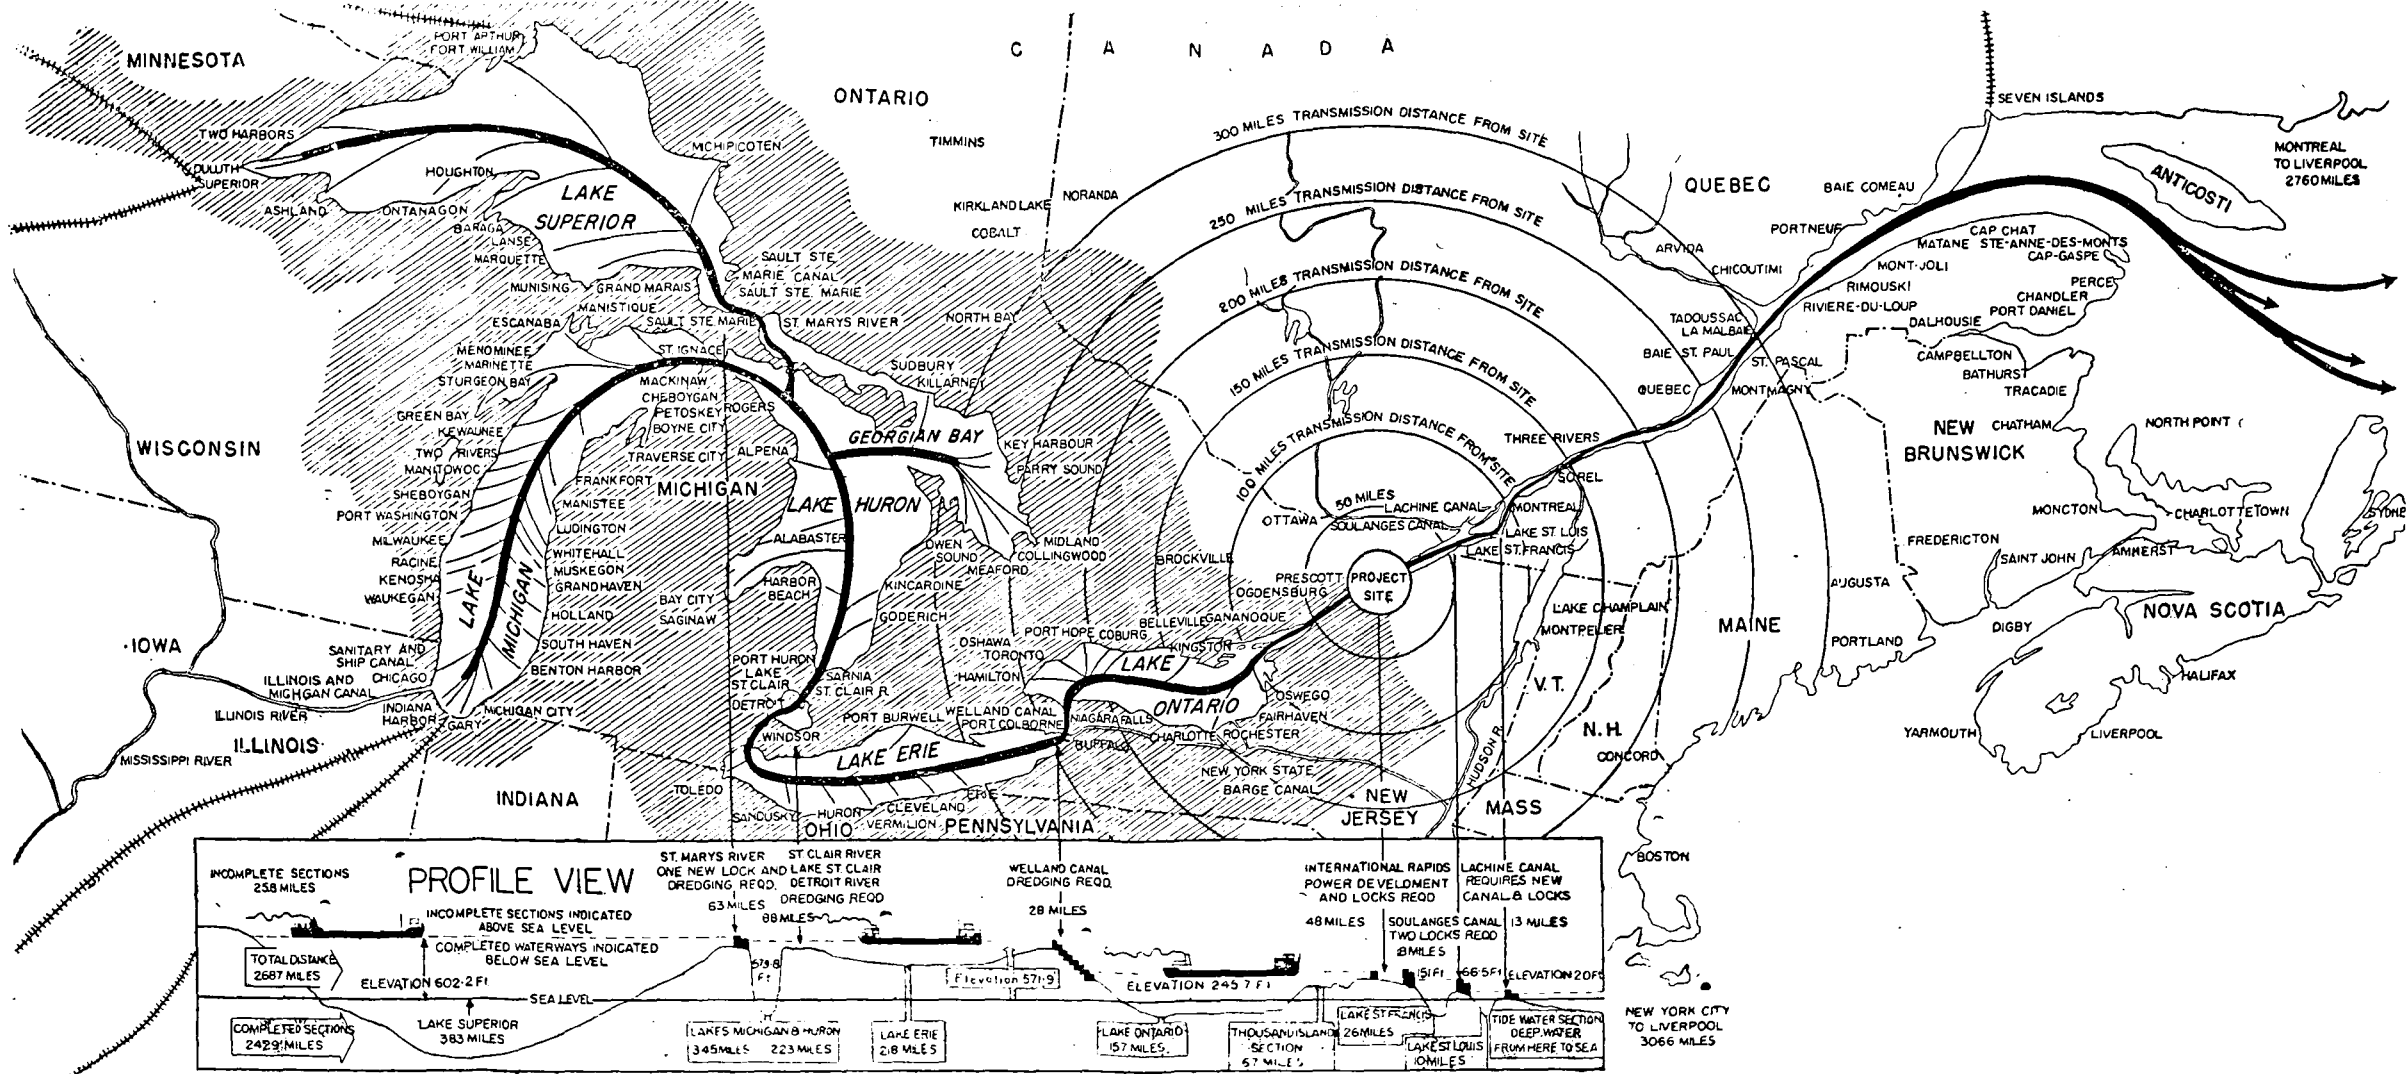 CANADA
MINNESOTA
PORT ARTHUR
FORT WILLIAM
ONTARIO
TIMMINS
TWO HARBORS
DULUTH
SUPERIOR
ASHLAND
ONTANAGON
HOUGHTON
BARAGA
LANSE
MARQUETTE
LAKE
SUPERIOR
MICHIPICOTEN
KIRKLAND LAKE
NORANDA
COBALT
300 MILES TRANSMISSION DISTANCE FROM SITE
250 MILES TRANSMISSION DISTANCE FROM SITE
200 MILES TRANSMISSION DISTANCE FROM SITE
150 MILES TRANSMISSION DISTANCE FROM SITE
100 MILES TRANSMISSION DISTANCE FROM SITE
50 MILES
SEVEN ISLANDS
MONTREAL
TO LIVERPOOL
2760 MILES
ANTICOSTI
QUEBEC
BAIE COMEAU
PORTNEUF
ARVIDA
CHICOUTIMI
CAP CHAT
MATANE STE-ANNE-DES-MONTS
CAP-GASPE
MONT-JOLI
RIMOUSKI
RIVIERE-DU-LOUP
PERCE
CHANDLER
PORT DANIEL
DALHOUSIE
TADOUSSAC
LA MALBAIE
BAIE ST. PAUL
ST. PASCAL
QUEBEC
MONTMAGNY
CAMPBELLTON
BATHURST
TRACADIE
SAULT STE
MARIE CANAL
SAULT STE. MARIE
MUNISING
GRAND MARAIS
MANISTIQUE
ESCANABA
SAULT STE MARIE
ST. MARYS RIVER
NORTH BAY
MENOMINEE
MARINETTE
STURGEON BAY
ST. IGNACE
MACKINAW
CHEBOYGAN
PETOSKEY
BOYNE CITY
ROGERS
SUDBURY
KILLARNEY
GREEN BAY
KEWAUNEE
TWO RIVERS
MANITOWOC
TRAVERSE CITY
ALPENA
GEORGIAN BAY
KEY HARBOUR
PARRY SOUND
WISCONSIN
SHEBOYGAN
PORT WASHINGTON
MILWAUKEE
RACINE
KENOSHA
WAUKEGAN
FRANKFORT
MICHIGAN
MANISTEE
LUDINGTON
WHITEHALL
MUSKEGON
GRAND HAVEN
HOLLAND
SOUTH HAVEN
BENTON HARBOR
LAKE
MICHIGAN
LAKE HURON
ALABASTER
HARBOR
BEACH
BAY CITY
SAGINAW
OWEN
SOUND
MEAFORD
MIDLAND
COLLINGWOOD
KINCARDINE
GODERICH
THREE RIVERS
SOREL
LACHINE CANAL
MONTREAL
OTTAWA
SOULANGES CANAL
LAKE ST. LOUIS
LAKE ST. FRANCIS
BROCKVILLE
PRESCOTT
OGDENSBURG
PROJECT
SITE
GANANOQUE
BELLEVILLE
KINGSTON
NEW
BRUNSWICK
CHATHAM
NORTH POINT
MONCTON
CHARLOTTETOWN
FREDERICTON
SAINT JOHN
AMHERST
NOVA SCOTIA
DIGBY
HALIFAX
YARMOUTH
LIVERPOOL
AUGUSTA
MAINE
PORTLAND
LAKE CHAMPLAIN
MONTPELIER
V.T.
N.H.
CONCORD
HUDSON R.
MASS
BOSTON
IOWA
SANITARY AND
SHIP CANAL
CHICAGO
ILLINOIS AND
MICHGAN CANAL
ILLINOIS RIVER
INDIANA
HARBOR
GARY
MICHIGAN CITY
ILLINOIS
MISSISSIPPI RIVER
INDIANA
PORT HURON
LAKE
ST. CLAIR
DETROIT
SARNIA
ST. CLAIR R.
WINDSOR
PORT BURWELL
WELLAND CANAL
PORT COLBORNE
LAKE ERIE
TOLEDO
SANDUSKY
HURON
VERMILION
CLEVELAND
ERIE
OHIO
PENNSYLVANIA
OSHAWA
TORONTO
HAMILTON
PORT HOPE
COBURG
LAKE
ONTARIO
NIAGARA FALLS
BUFFALO
CHARLOTTE
ROCHESTER
OSWEGO
FAIRHAVEN
NEW YORK STATE
BARGE CANAL
NEW
JERSEY
PROFILE VIEW
INCOMPLETE SECTIONS
258 MILES
INCOMPLETE SECTIONS INDICATED
ABOVE SEA LEVEL
COMPLETED WATERWAYS INDICATED
BELOW SEA LEVEL
TOTAL DISTANCE
2687 MILES
ELEVATION 602.2 Ft
SEA LEVEL
COMPLETED SECTIONS
2429 MILES
LAKE SUPERIOR
383 MILES
ST. MARYS RIVER
ONE NEW LOCK AND
DREDGING REQD.
63 MILES
ST CLAIR RIVER
LAKE ST. CLAIR
DETROIT RIVER
DREDGING REQD
88 MILES
LAKES MICHIGAN & HURON
345 MILES 223 MILES
LAKE ERIE
218 MILES
Elevation 571.9
WELLAND CANAL
DREDGING REQD.
28 MILES
ELEVATION 245.7 Ft
LAKE ONTARIO
157 MILES
THOUSAND ISLAND
SECTION
67 MILES
INTERNATIONAL RAPIDS
POWER DEVELOMENT
AND LOCKS REQD
48 MILES
LAKE ST FRANCIS
26 MILES
SOULANGES CANAL
TWO LOCKS REQD
LAKE ST LOUIS
10 MILES
LACHINE CANAL
REQUIRES NEW
CANAL & LOCKS
13 MILES
151 Ft
66.5 Ft
ELEVATION 20 Ft
TIDE WATER SECTION
DEEP WATER
FROM HERE TO SEA
NEW YORK CITY
TO LIVERPOOL
3066 MILES